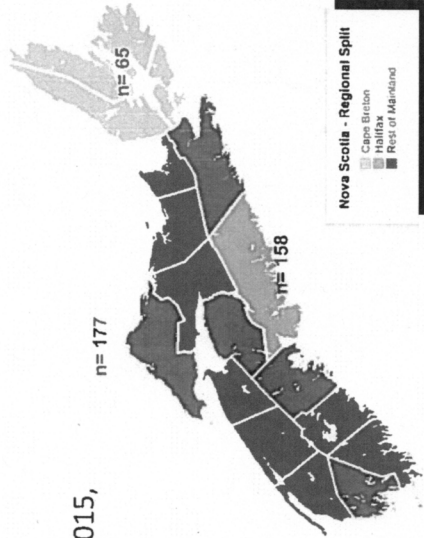 015,
n= 177
n= 65
n= 158
Nova Scotia - Regional Split
Cape Breton
Halifax
Rest of Mainland